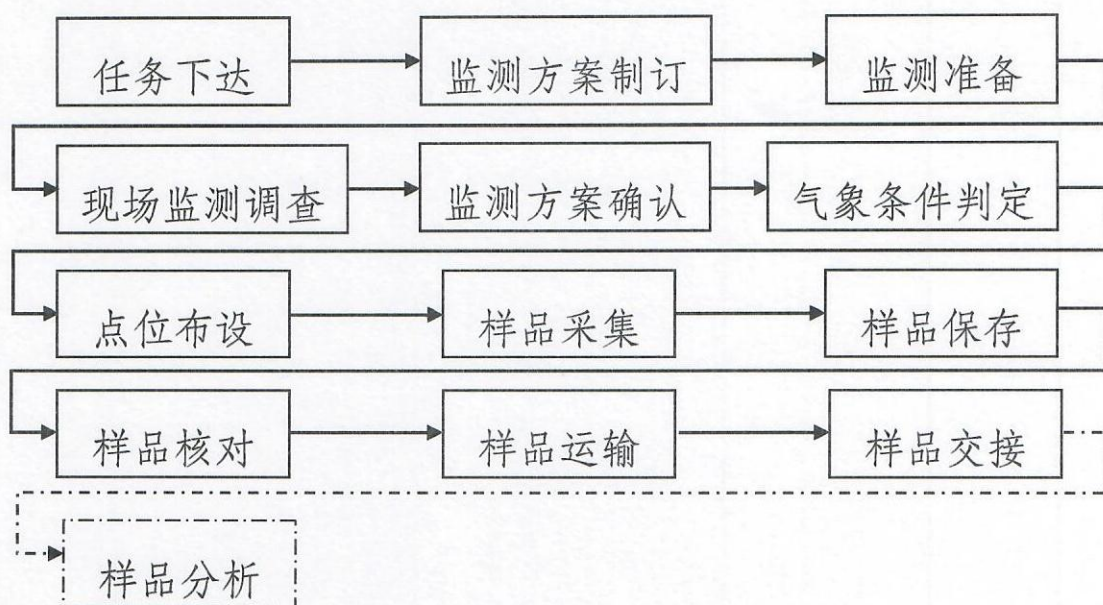 任务下达 监测方案制订 监测准备
现场监测调查 监测方案确认 气象条件判定
点位布设 样品采集 样品保存
样品核对 样品运输 样品交接
样品分析